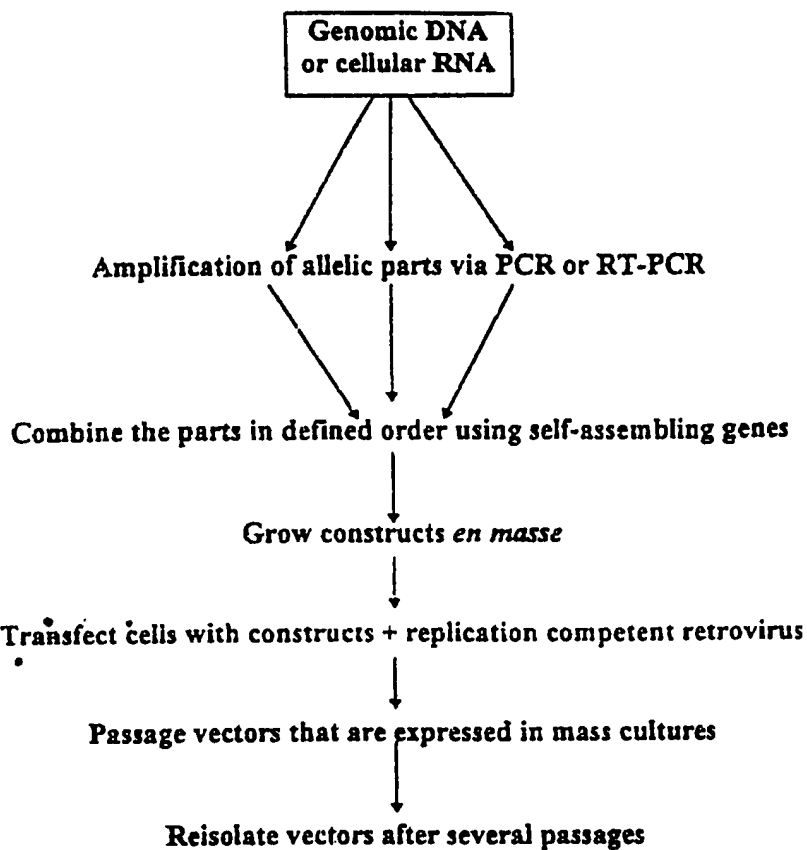 Genomic DNA
or cellular RNA
Amplification of allelic parts via PCR or RT-PCR
Combine the parts in defined order using self-assembling genes
Grow constructs en masse
Transfect cells with constructs + replication competent retrovirus
Passage vectors that are expressed in mass cultures
Reisolate vectors after several passages